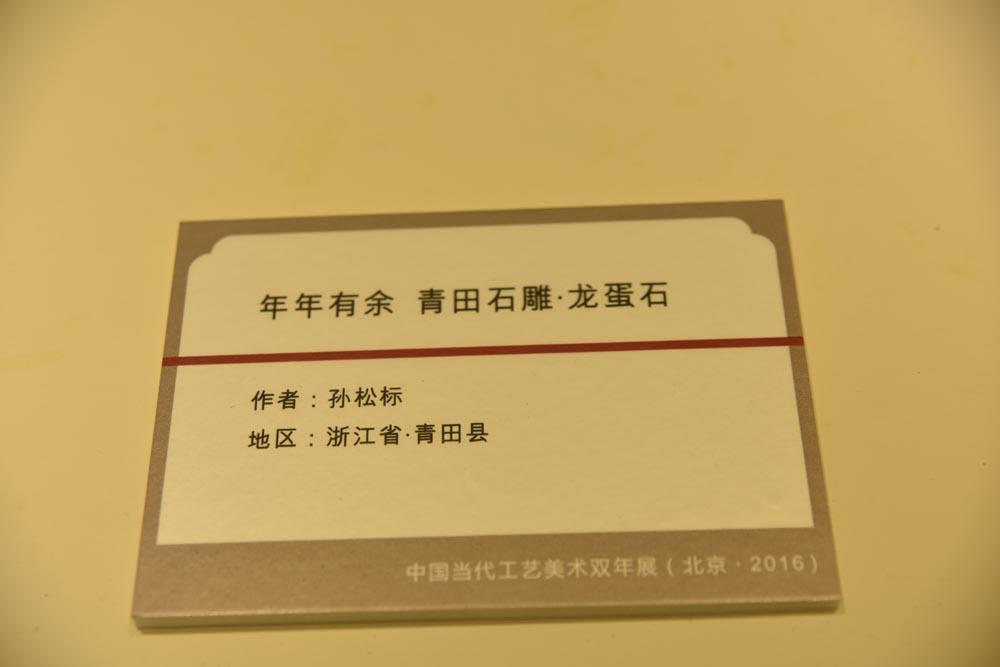 年年有余 青田石雕·龙蛋石
作者：孙松标
地区：浙江省·青田县
中国当代工艺美术双年展（北京·2016）